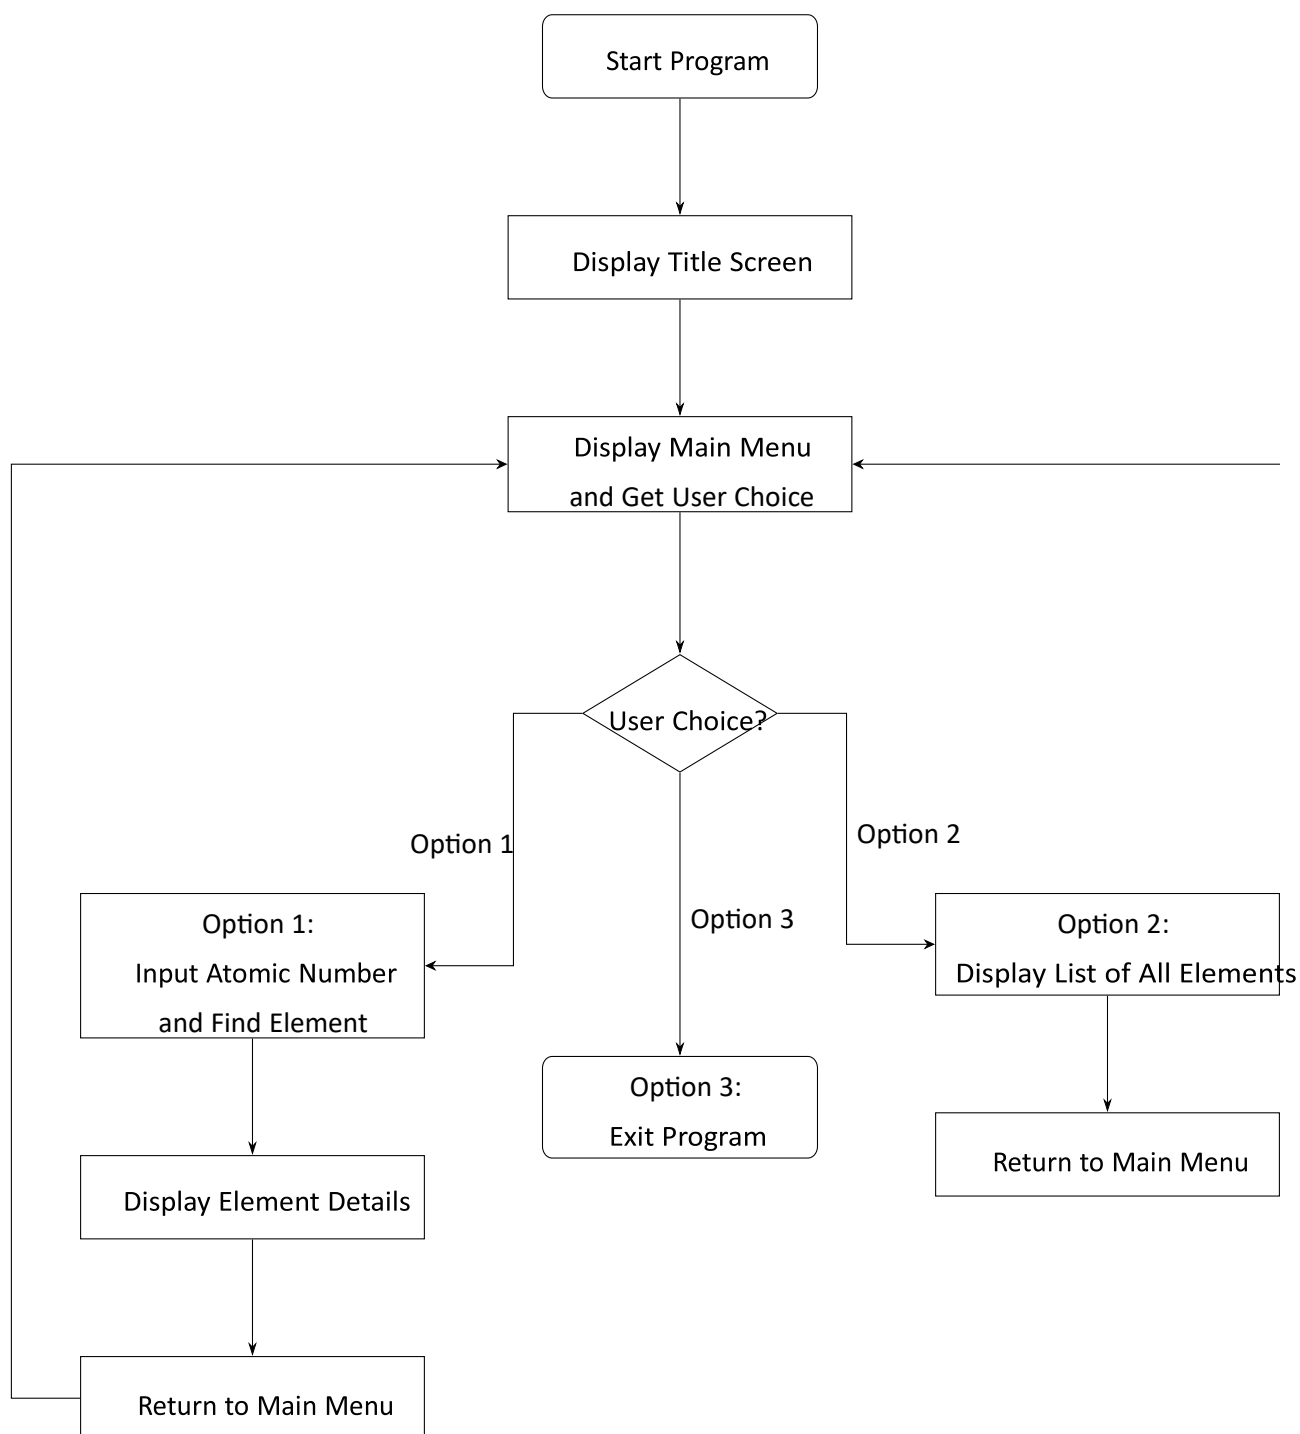 Start Program
Display Title Screen
Display Main Menu
and Get User Choice
User Choice?
Option 1
Option 2
Option 3
Option 1:
Input Atomic Number
and Find Element
Option 2:
Display List of All Elements
Option 3:
Exit Program
Return to Main Menu
Display Element Details
Return to Main Menu